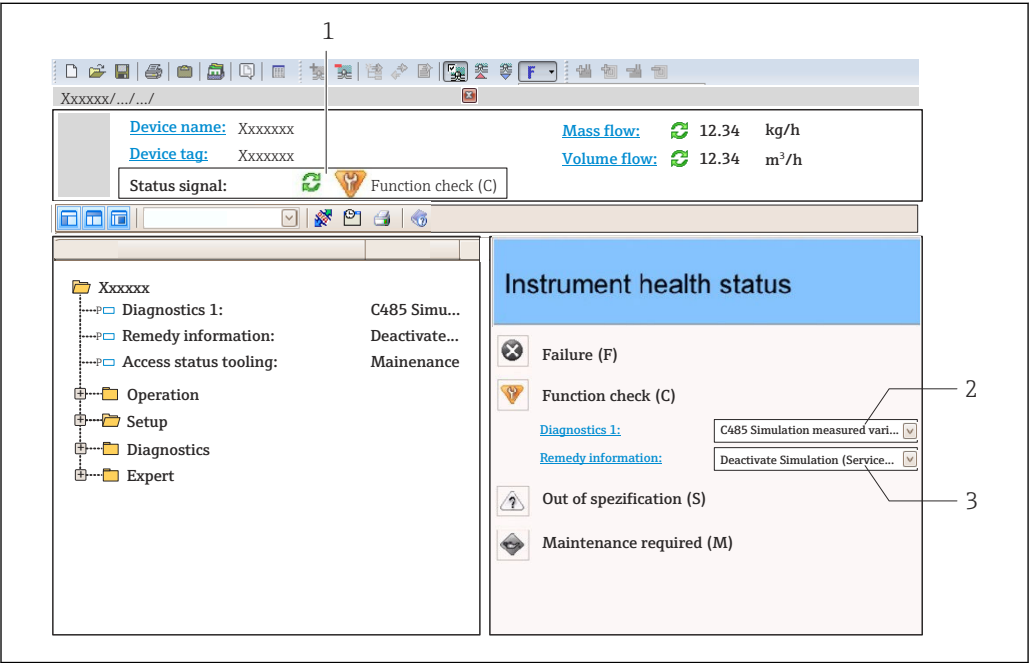 1
F
Xxxxxx/.../.../
Device name: Xxxxxxx
Mass flow: 12.34 kg/h
Device tag: Xxxxxxx
Volume flow: 12.34 m³/h
Status signal: Function check (C)
Xxxxxx
Diagnostics 1: C485 Simu...
Remedy information: Deactivate...
Access status tooling: Mainenance
Operation
Setup
Diagnostics
Expert
Instrument health status
Failure (F)
Function check (C)
Diagnostics 1: C485 Simulation measured vari...
2
Remedy information: Deactivate Simulation (Service...
3
Out of spezification (S)
Maintenance required (M)